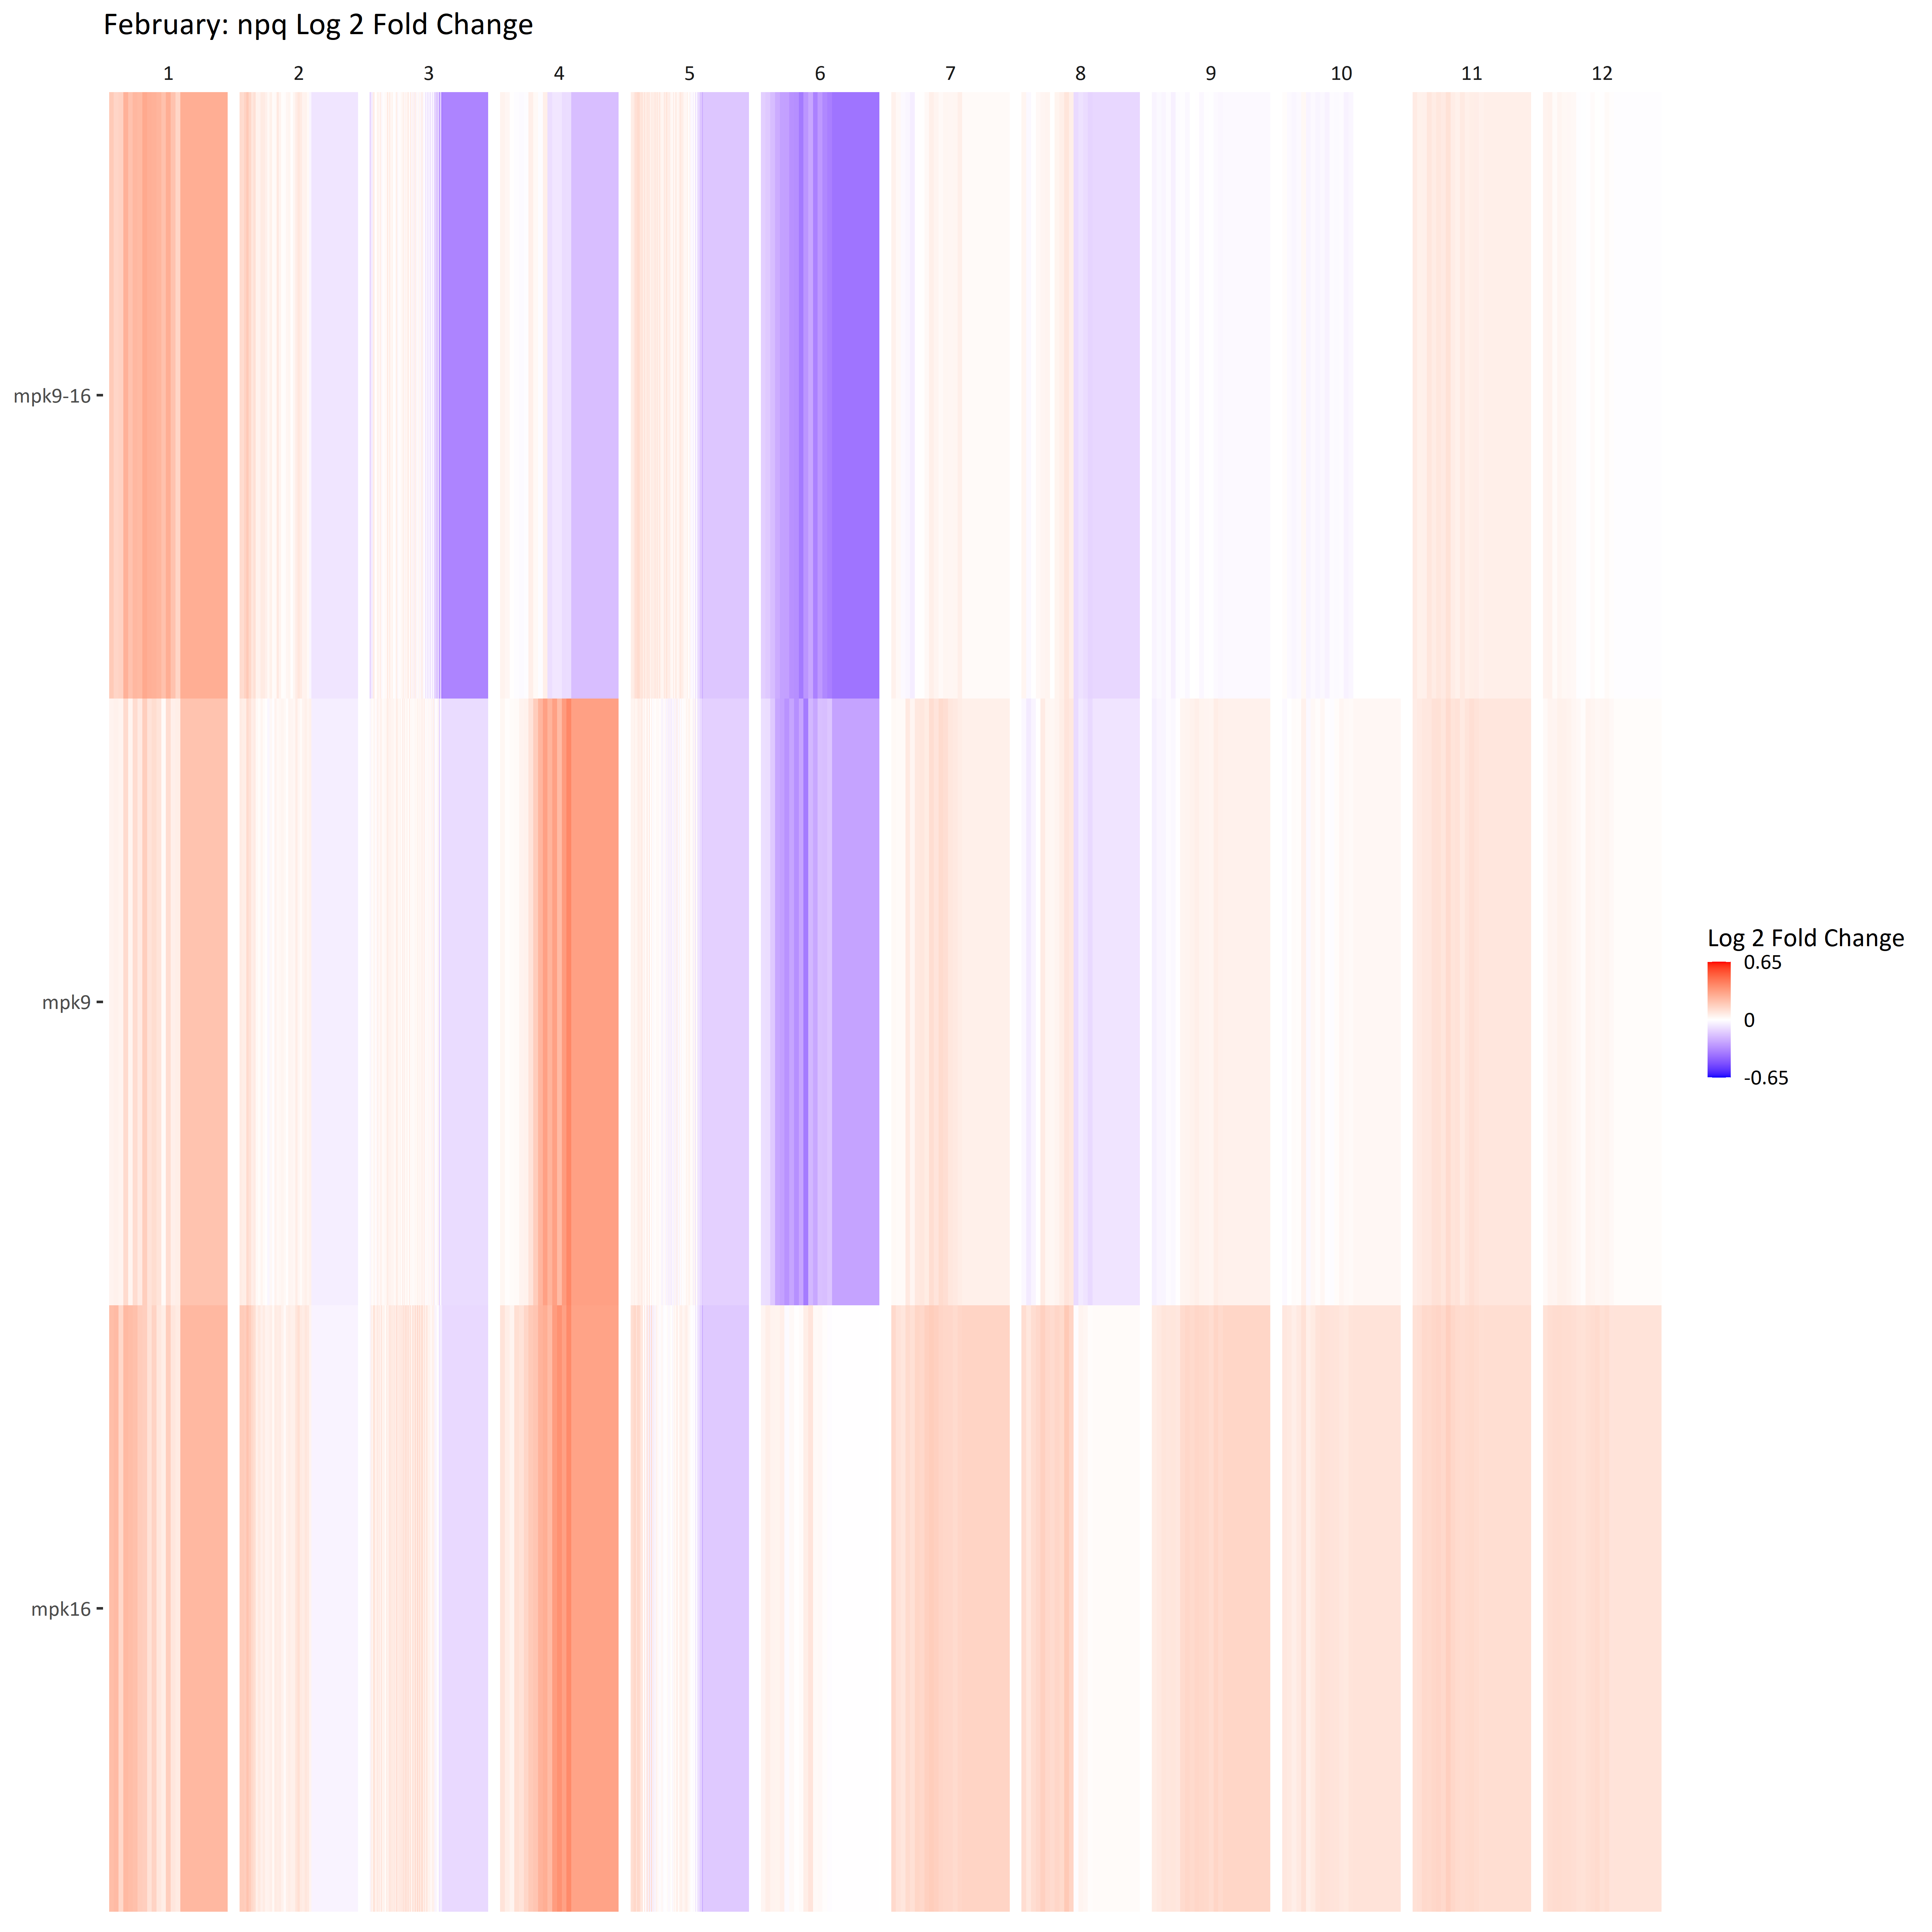 February: npq Log 2 Fold Change
1 2 3 4 5 6 7 8 9 10 11 12
mpk9-16
mpk9
mpk16
Log 2 Fold Change
0.65
0
-0.65